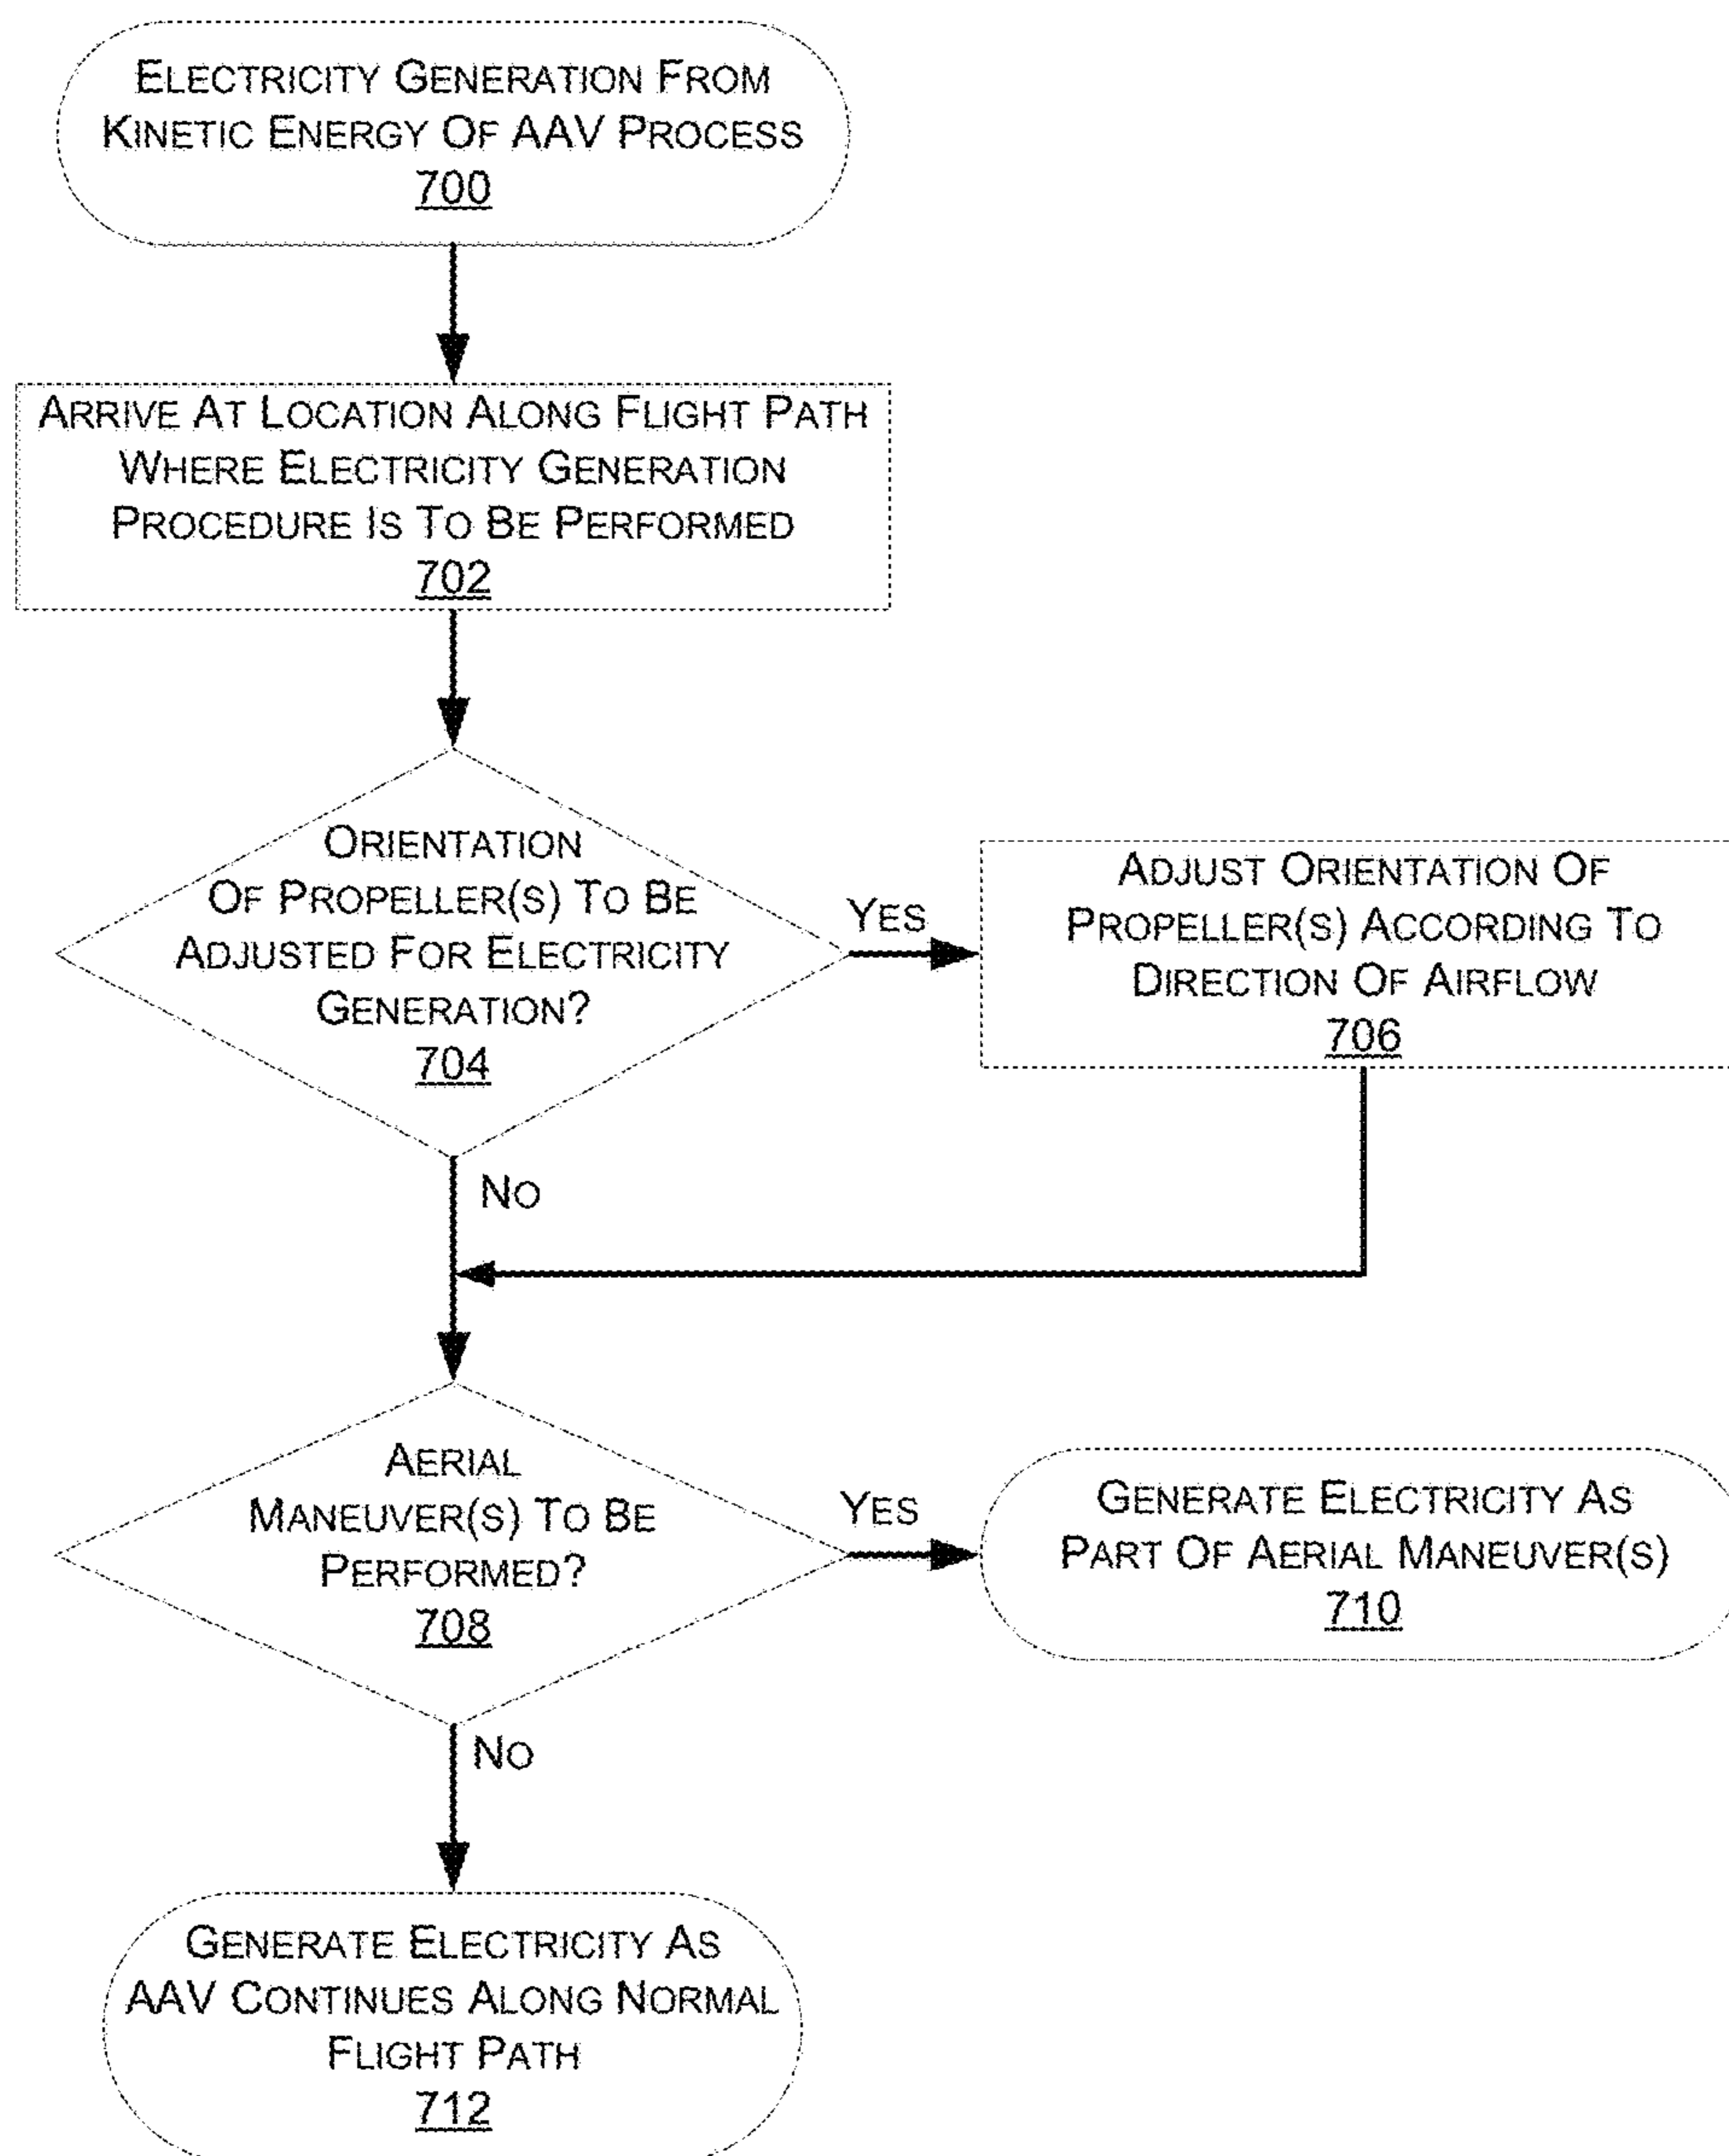 ELECTRICITY GENERATION FROM
KINETIC ENERGY OF AAV PROCESS
700
ARRIVE AT LOCATION ALONG FLIGHT PATH
WHERE ELECTRICITY GENERATION
PROCEDURE IS TO BE PERFORMED
702
ORIENTATION
OF PROPELLER(S) TO BE
ADJUSTED FOR ELECTRICITY
GENERATION?
704
YES
ADJUST ORIENTATION OF
PROPELLER(S) ACCORDING TO
DIRECTION OF AIRFLOW
706
NO
AERIAL
MANEUVER(S) TO BE
PERFORMED?
708
YES
GENERATE ELECTRICITY AS
PART OF AERIAL MANEUVER(S)
710
NO
GENERATE ELECTRICITY AS
AAV CONTINUES ALONG NORMAL
FLIGHT PATH
712